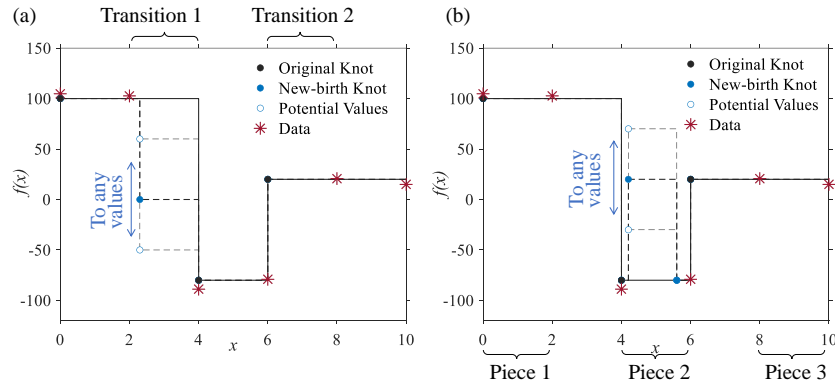 (a)
Transition 1
Transition 2
150
100
50
0
-50
-100
f(x)
Original Knot
New-birth Knot
Potential Values
Data
To any
values
0
2
4
6
8
10
x
(b)
150
100
50
0
-50
-100
f(x)
Original Knot
New-birth Knot
Potential Values
Data
To any
values
0
2
4
6
8
10
x
Piece 1
Piece 2
Piece 3